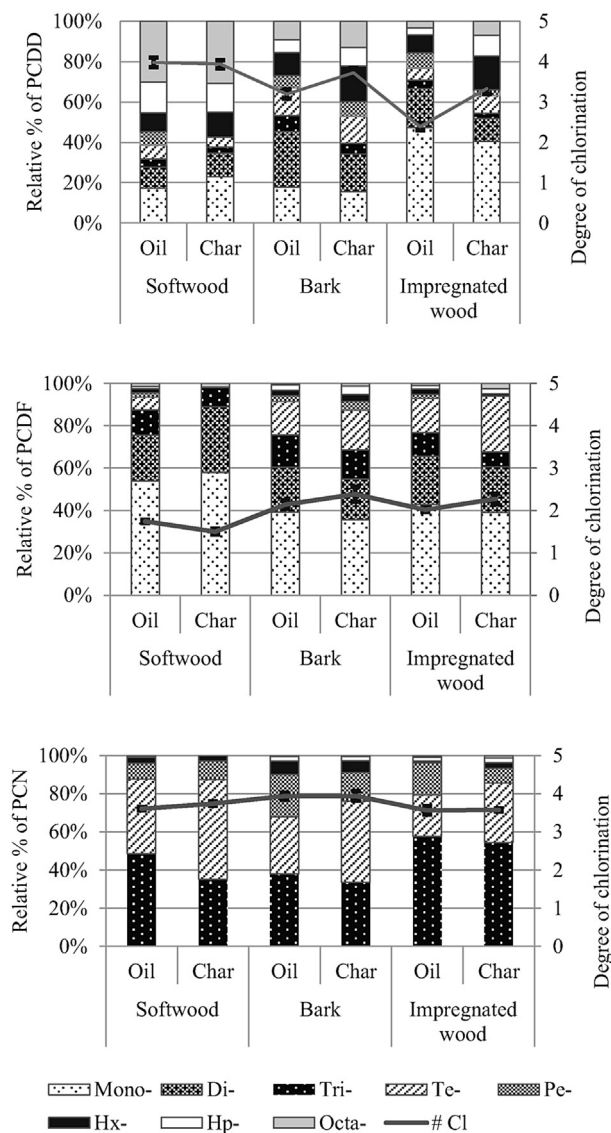 Relative % of PCDD
100%
80%
60%
40%
20%
0%
5
4
3
2
1
0
Degree of chlorination
Oil Char Oil Char Oil Char
Softwood Bark Impregnated
wood
Relative % of PCDF
100%
80%
60%
40%
20%
0%
5
4
3
2
1
0
Degree of chlorination
Oil Char Oil Char Oil Char
Softwood Bark Impregnated
wood
Relative % of PCN
100%
80%
60%
40%
20%
0%
5
4
3
2
1
0
Degree of chlorination
Oil Char Oil Char Oil Char
Softwood Bark Impregnated
wood
Mono- Di- Tri- Te- Pe-
Hx- Hp- Octa- # Cl